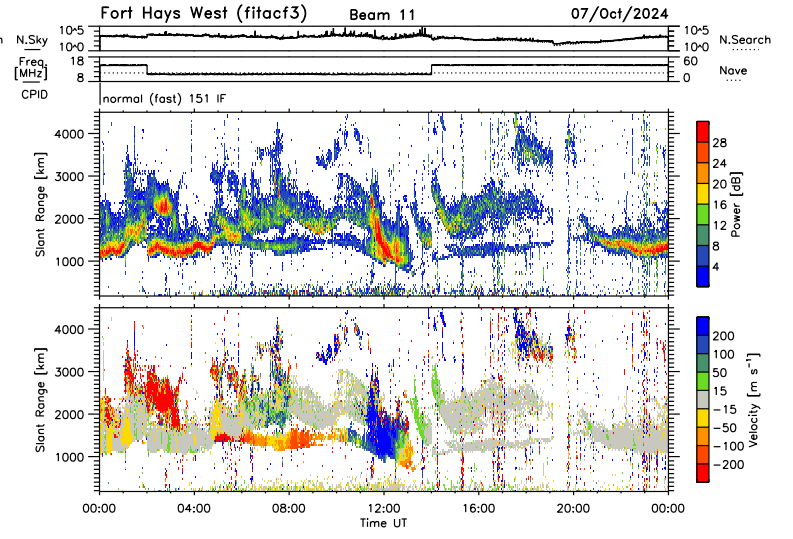 Fort Hays West (fitacf3) Beam 11 07/Oct/2024
N.Sky 10^5 10^0 10^5 10^0 N.Search
Freq. [MHz] 18 8 60 0 Nave
CPID normal (fast) 151 IF
Slant Range [km] 4000 3000 2000 1000
28 24 20 16 12 8 4 Power [dB]
Slant Range [km] 4000 3000 2000 1000
200 100 50 15 -15 -50 -100 -200 Velocity [m s⁻¹]
00:00 04:00 08:00 12:00 16:00 20:00 00:00
Time UT